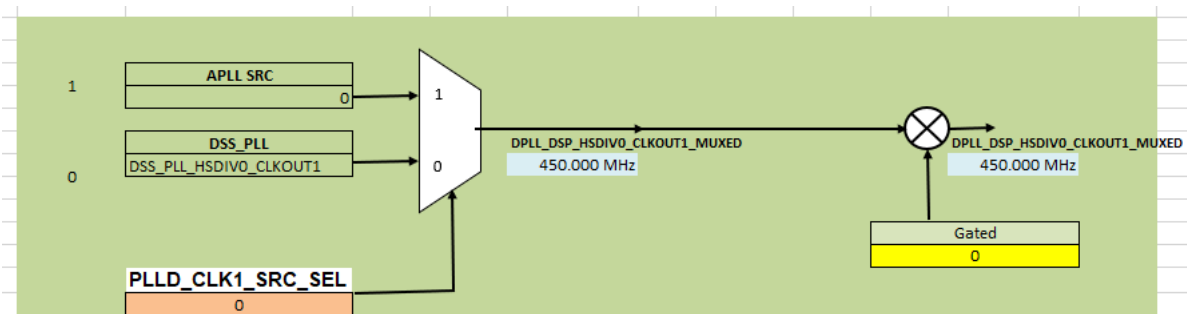 1
APLL SRC
0
1
DSS_PLL
DSS_PLL_HSDIV0_CLKOUT1
0
0
DPLL_DSP_HSDIV0_CLKOUT1_MUXED
450.000 MHz
DPLL_DSP_HSDIV0_CLKOUT1_MUXED
450.000 MHz
Gated
0
PLLD_CLK1_SRC_SEL
0